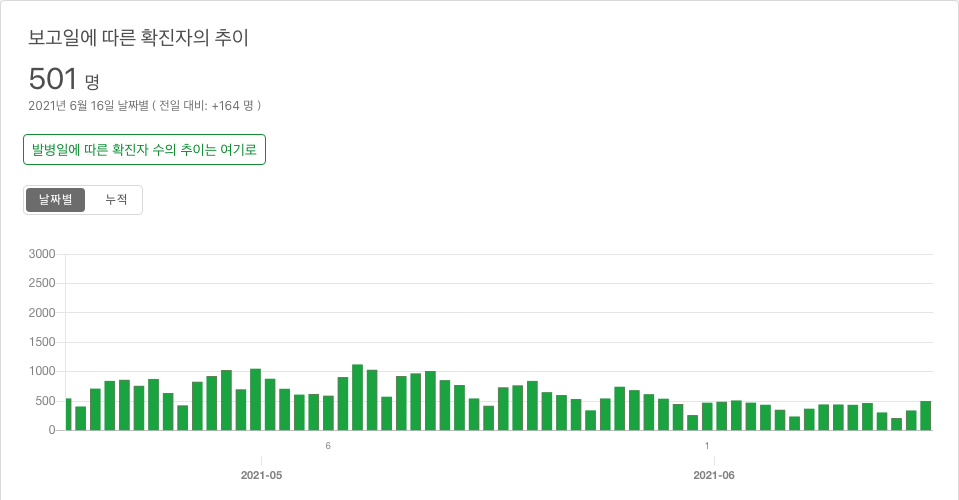 보고일에 따른 확진자의 추이
501 명
2021년 6월 16일 날짜별 ( 전일 대비: +164 명 )
발병일에 따른 확진자 수의 추이는 여기로
날짜별 누적
3000
2500
2000
1500
1000
500
0
6 1
2021-05 2021-06